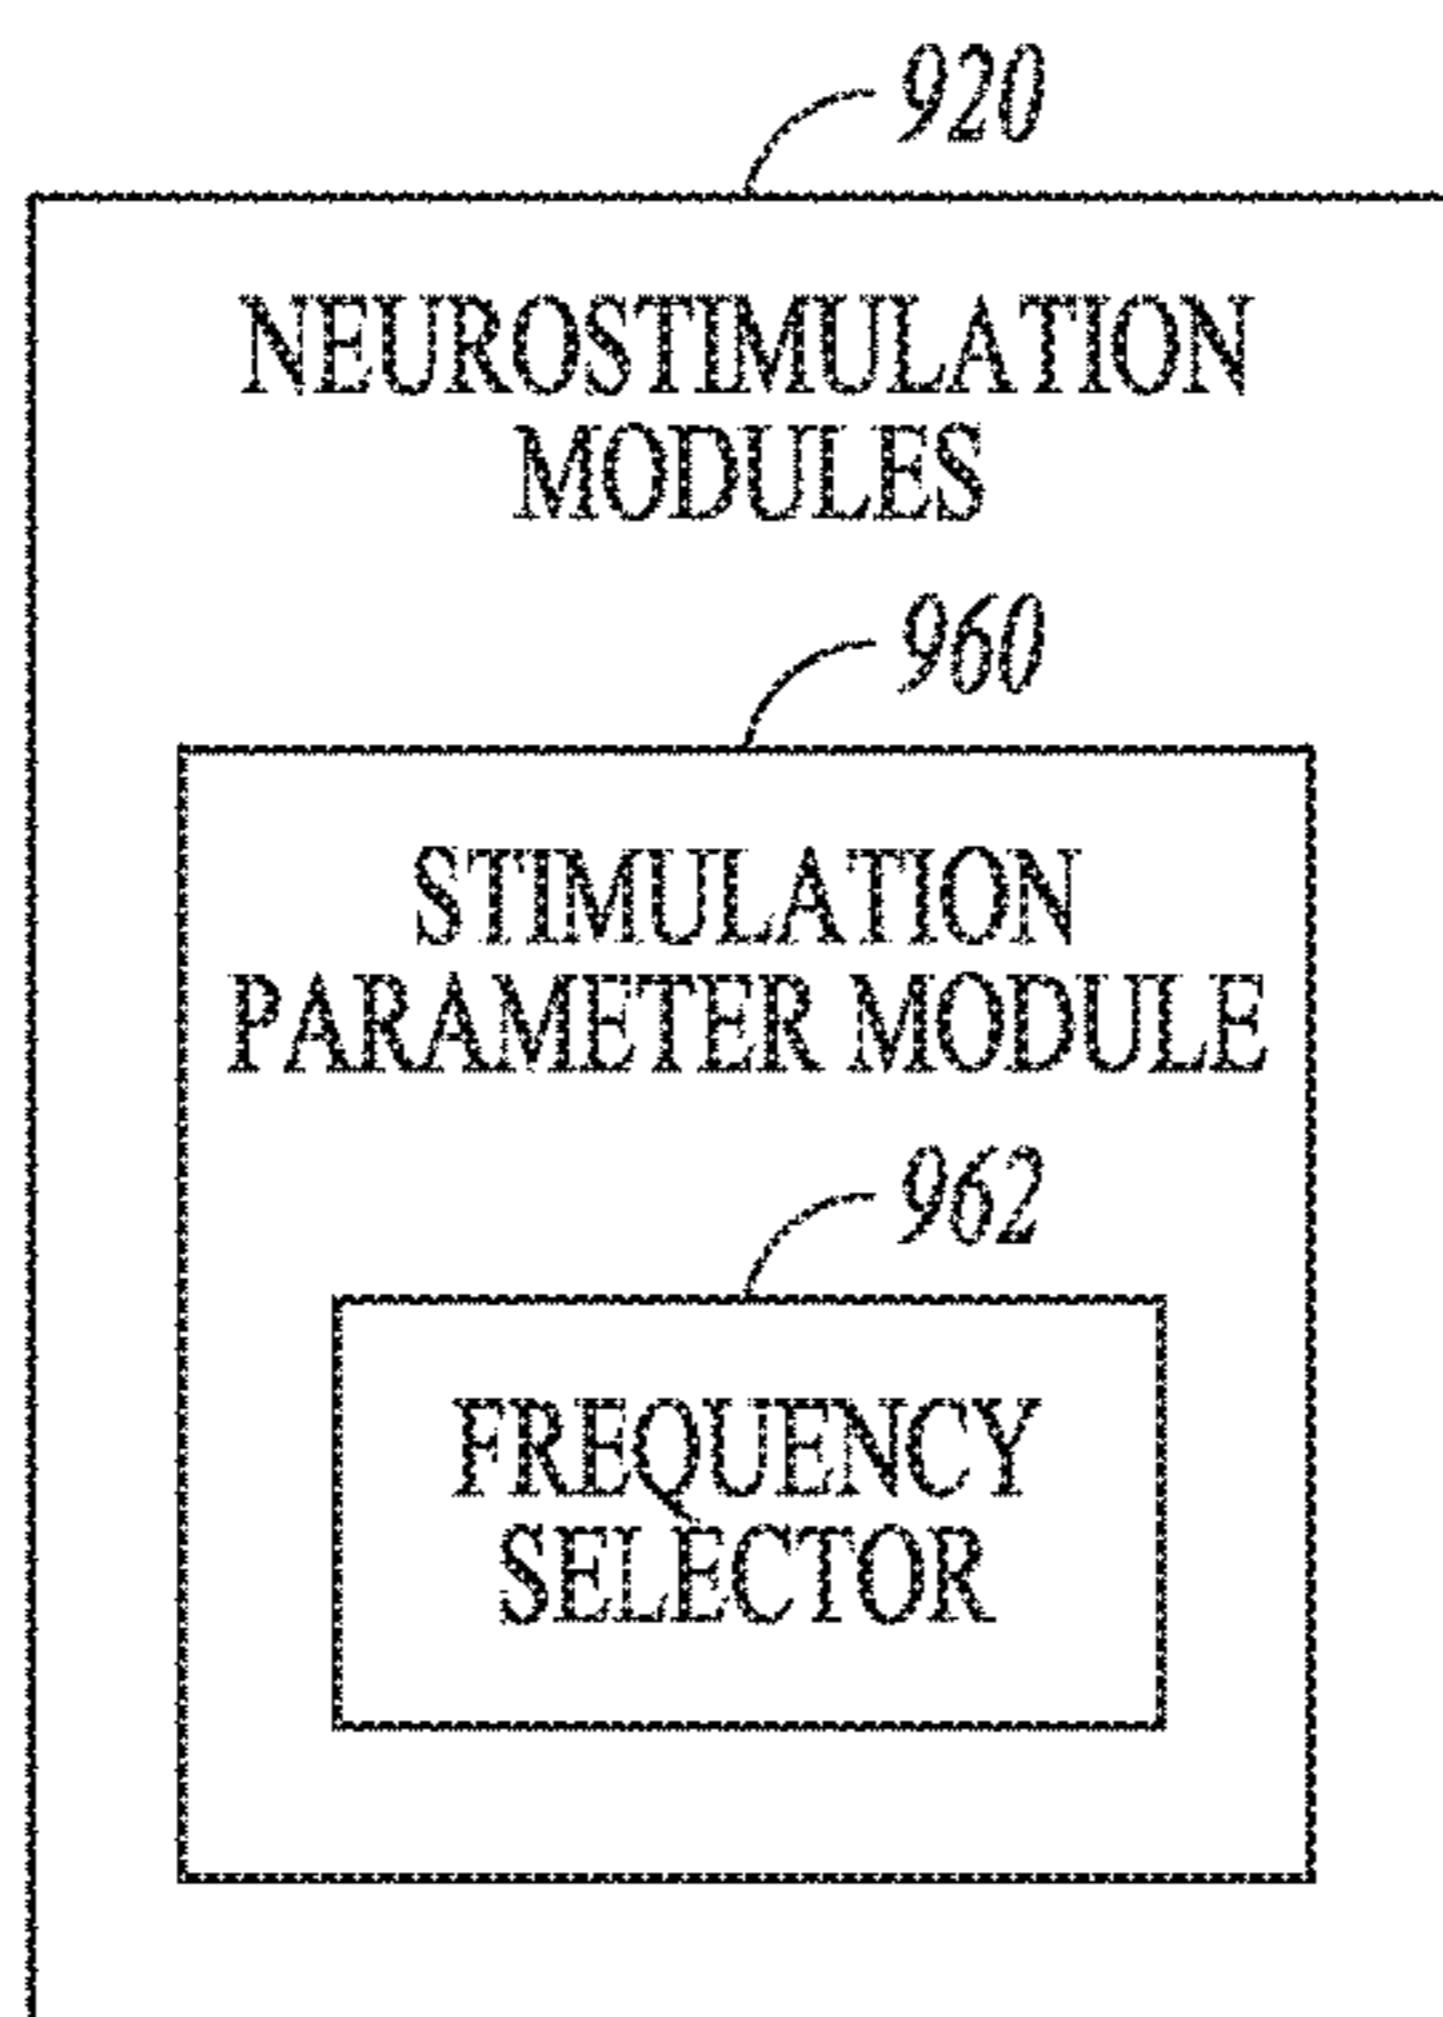 920
NEUROSTIMULATION
MODULES
960
STIMULATION
PARAMETER MODULE
962
FREQUENCY
SELECTOR